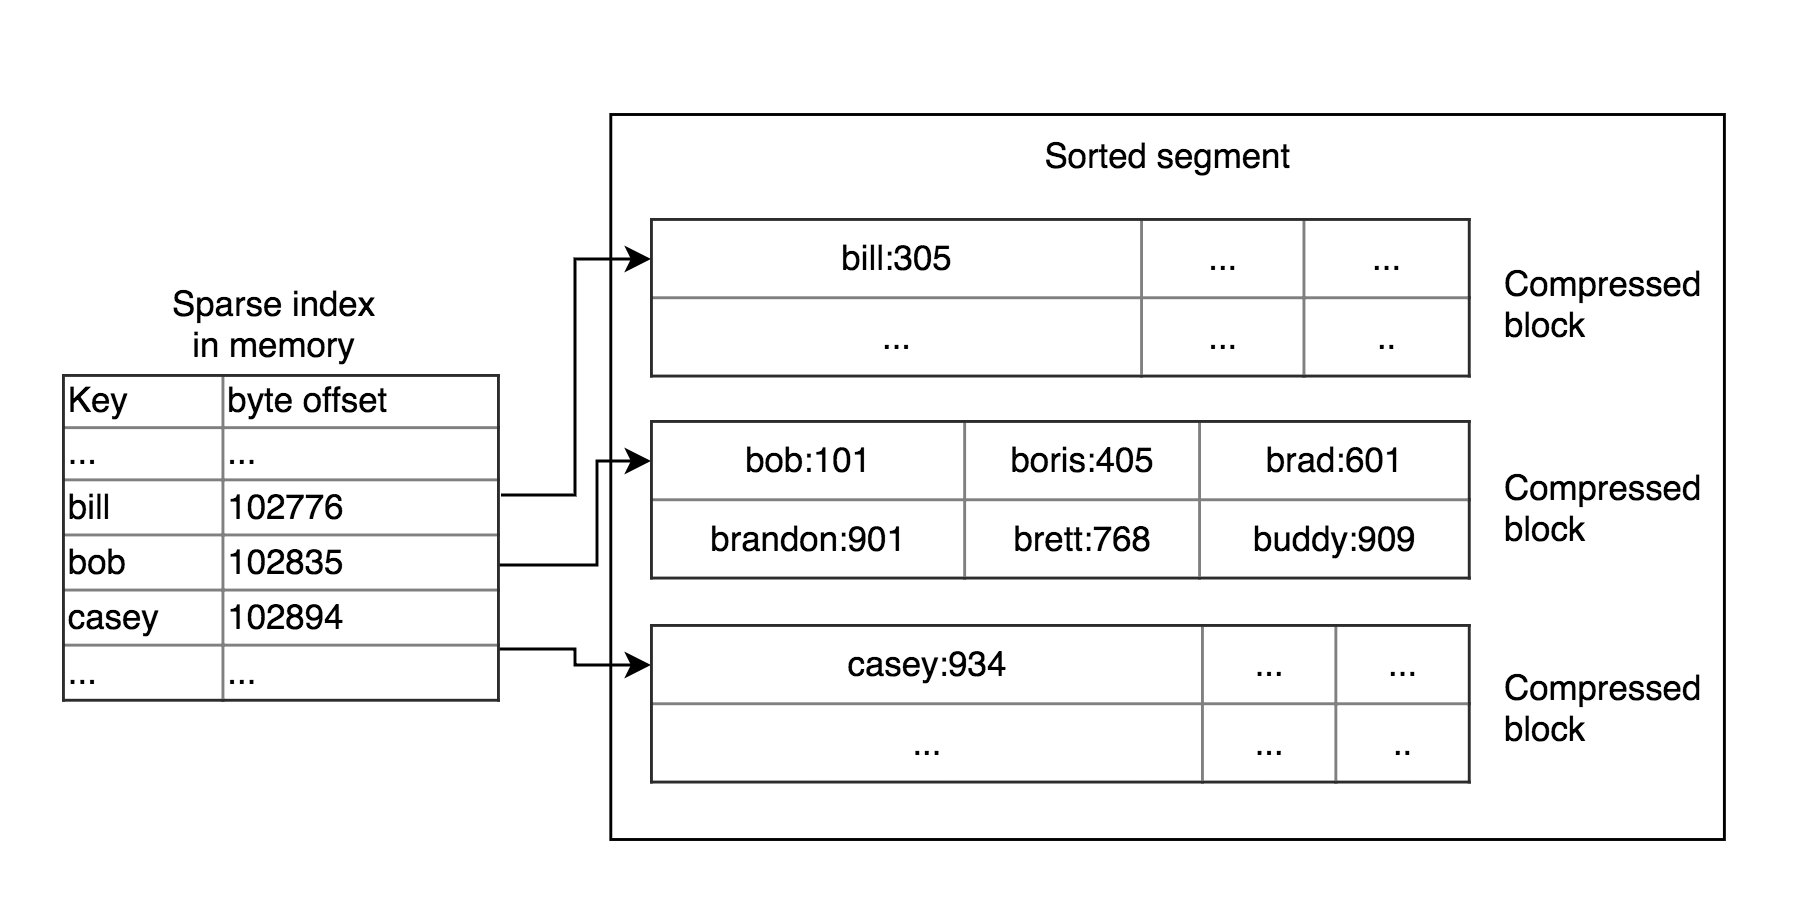 Sorted segment
Sparse index
in memory
Key byte offset
... ...
bill 102776
bob 102835
casey 102894
... ...
bill:305 ... ...
... ... ..
Compressed
block
bob:101 boris:405 brad:601
brandon:901 brett:768 buddy:909
Compressed
block
casey:934 ... ...
... ... ..
Compressed
block